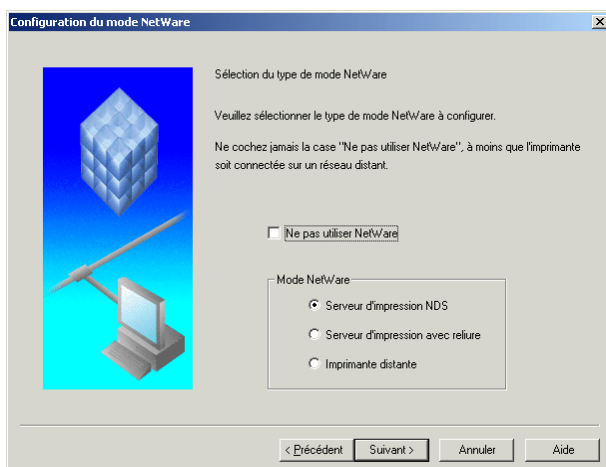 Configuration du mode NetWare
Sélection du type de mode NetWare
Veuillez sélectionner le type de mode NetWare à configurer.
Ne cochez jamais la case "Ne pas utiliser NetWare", à moins que l'imprimante
soit connectée sur un réseau distant.
Ne pas utiliser NetWare
Mode NetWare
Serveur d'impression NDS
Serveur d'impression avec reliure
Imprimante distante
< Précédent Suivant > Annuler Aide